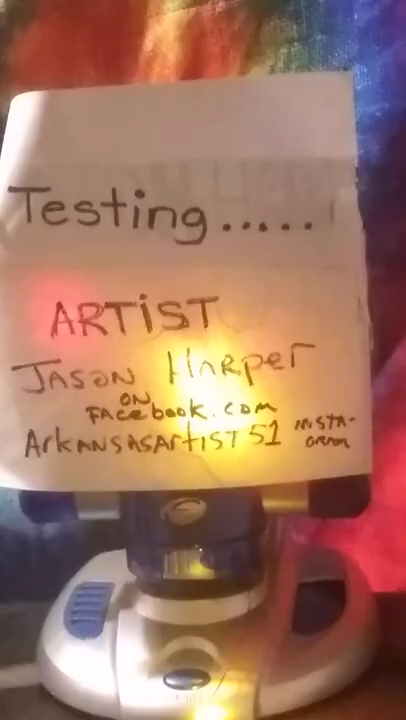 Testing.....
ARTiST
JASON HARPER
ON
FACebook.com
ArkANSASArtiST51 iNSTA-
GRAM